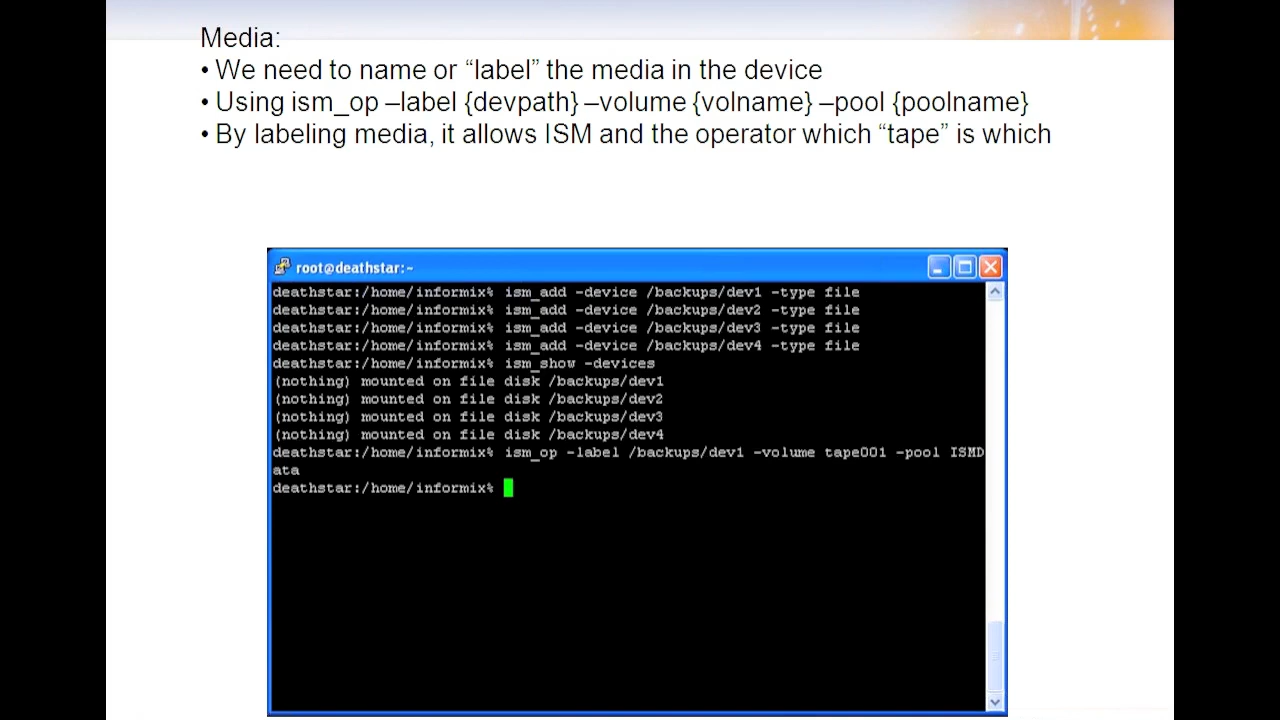 Media:
• We need to name or “label” the media in the device
• Using ism_op –label {devpath} –volume {volname} –pool {poolname}
• By labeling media, it allows ISM and the operator which “tape” is which
root@deathstar:~
deathstar:/home/informix% ism_add -device /backups/dev1 -type file
deathstar:/home/informix% ism_add -device /backups/dev2 -type file
deathstar:/home/informix% ism_add -device /backups/dev3 -type file
deathstar:/home/informix% ism_add -device /backups/dev4 -type file
deathstar:/home/informix% ism_show -devices
(nothing) mounted on file disk /backups/dev1
(nothing) mounted on file disk /backups/dev2
(nothing) mounted on file disk /backups/dev3
(nothing) mounted on file disk /backups/dev4
deathstar:/home/informix% ism_op -label /backups/dev1 -volume tape001 -pool ISMD
ata
deathstar:/home/informix%